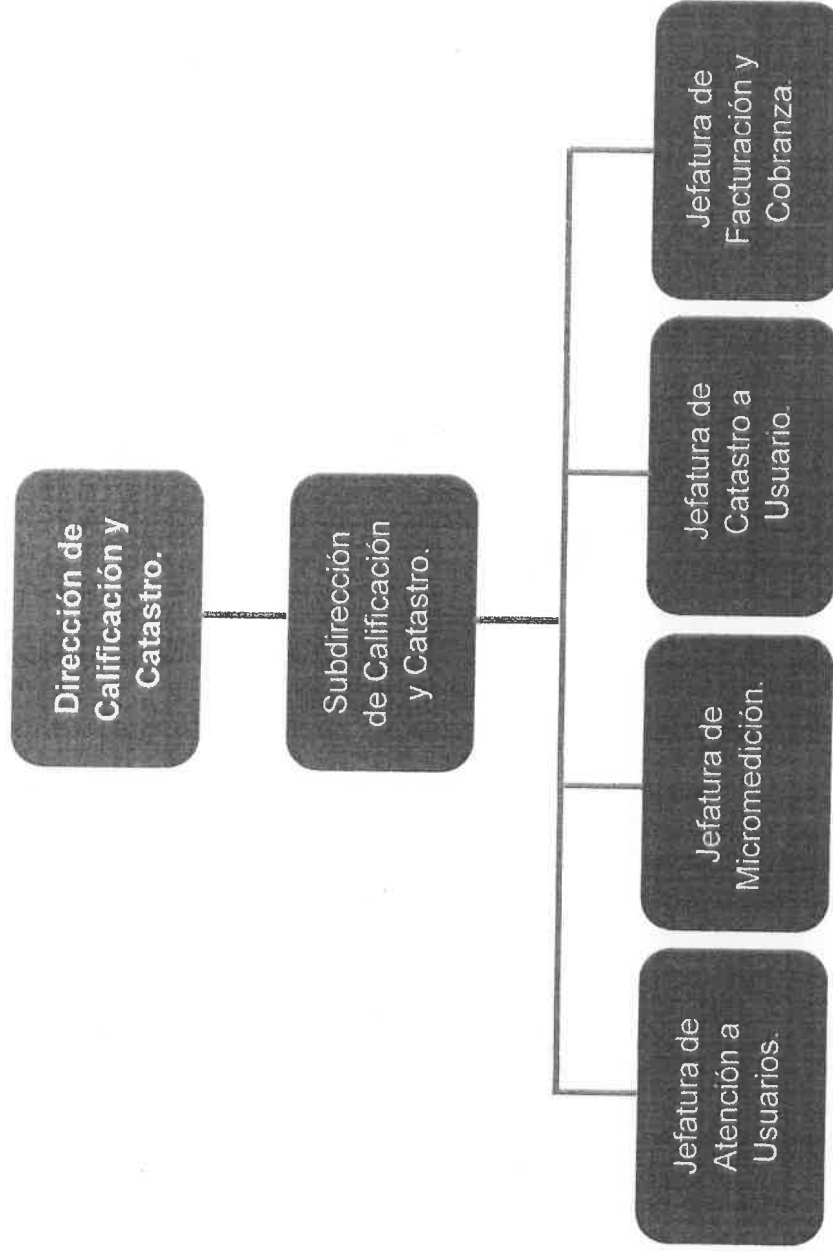 Dirección de
Calificación y
Catastro.
Subdirección
de Calificación
y Catastro.
Jefatura de
Atención a
Usuarios.
Jefatura de
Micromedición.
Jefatura de
Catastro a
Usuario.
Jefatura de
Facturación y
Cobranza.